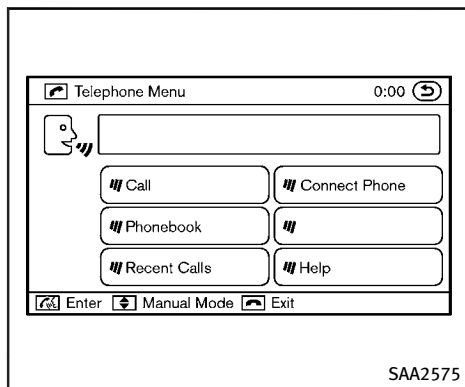 Telephone Menu 0:00
Call Connect Phone
Phonebook
Recent Calls Help
Enter Manual Mode Exit
SAA2575